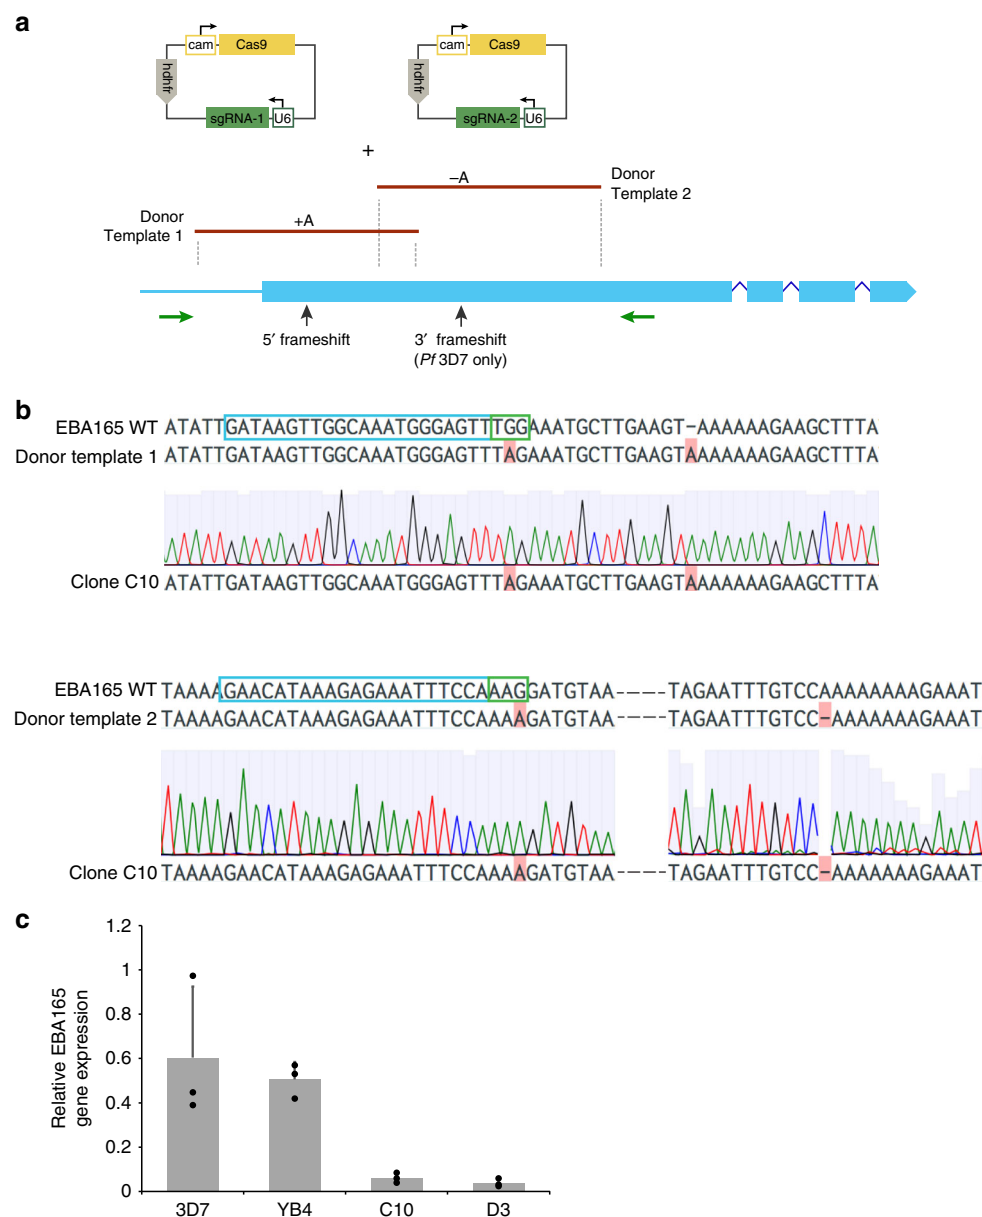 a
cam Cas9 cam Cas9
hdhfr hdhfr
sgRNA-1 U6 sgRNA-2 U6
+
–A Donor
Template 2
Donor
Template 1 +A
5′ frameshift 3′ frameshift
(Pf 3D7 only)
b
EBA165 WT ATATTGATAAGTTGGCAAATGGGAGTTTGGAAATGCTTGAAGT-AAAAAAGAAGCTTTA
Donor template 1 ATATTGATAAGTTGGCAAATGGGAGTTTAGAAATGCTTGAAGTAAAAAAAGAAGCTTTA
Clone C10 ATATTGATAAGTTGGCAAATGGGAGTTTAGAAATGCTTGAAGTAAAAAAAGAAGCTTTA
EBA165 WT TAAAAGAACATAAAGAGAAATTTCCAAAGGATGTAA-----TAGAATTTGTCCAAAAAAAAGAAAT
Donor template 2 TAAAAGAACATAAAGAGAAATTTCCAAAAGATGTAA-----TAGAATTTGTCC-AAAAAAAGAAAT
Clone C10 TAAAAGAACATAAAGAGAAATTTCCAAAAGATGTAA-----TAGAATTTGTCC-AAAAAAAGAAAT
c
Relative EBA165
gene expression
1.2
1
0.8
0.6
0.4
0.2
0
3D7 YB4 C10 D3